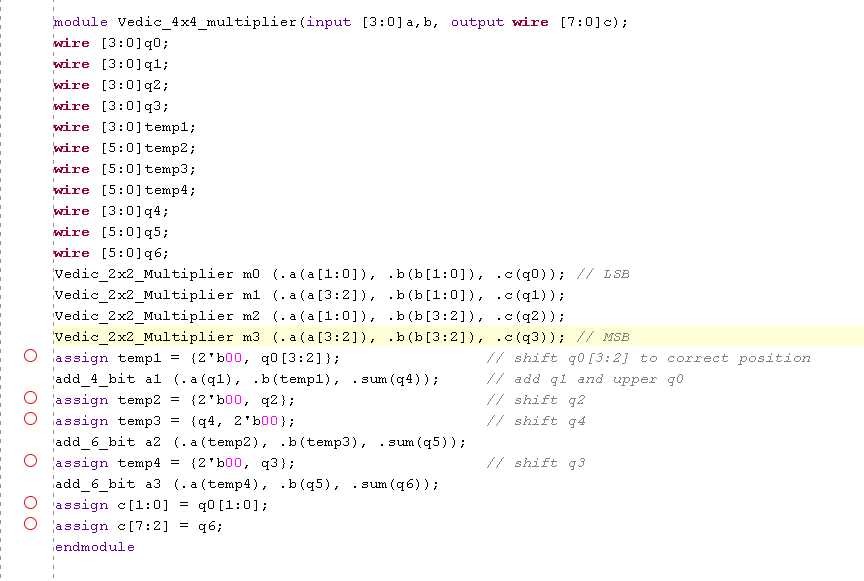 module Vedic_4x4_multiplier(input [3:0]a,b, output wire [7:0]c);
wire [3:0]q0;
wire [3:0]q1;
wire [3:0]q2;
wire [3:0]q3;
wire [3:0]temp1;
wire [5:0]temp2;
wire [5:0]temp3;
wire [5:0]temp4;
wire [3:0]q4;
wire [5:0]q5;
wire [5:0]q6;
Vedic_2x2_Multiplier m0 (.a(a[1:0]), .b(b[1:0]), .c(q0)); // LSB
Vedic_2x2_Multiplier m1 (.a(a[3:2]), .b(b[1:0]), .c(q1));
Vedic_2x2_Multiplier m2 (.a(a[1:0]), .b(b[3:2]), .c(q2));
Vedic_2x2_Multiplier m3 (.a(a[3:2]), .b(b[3:2]), .c(q3)); // MSB
assign temp1 = {2'b00, q0[3:2]}; // shift q0[3:2] to correct position
add_4_bit a1 (.a(q1), .b(temp1), .sum(q4)); // add q1 and upper q0
assign temp2 = {2'b00, q2}; // shift q2
assign temp3 = {q4, 2'b00}; // shift q4
add_6_bit a2 (.a(temp2), .b(temp3), .sum(q5));
assign temp4 = {2'b00, q3}; // shift q3
add_6_bit a3 (.a(temp4), .b(q5), .sum(q6));
assign c[1:0] = q0[1:0];
assign c[7:2] = q6;
endmodule